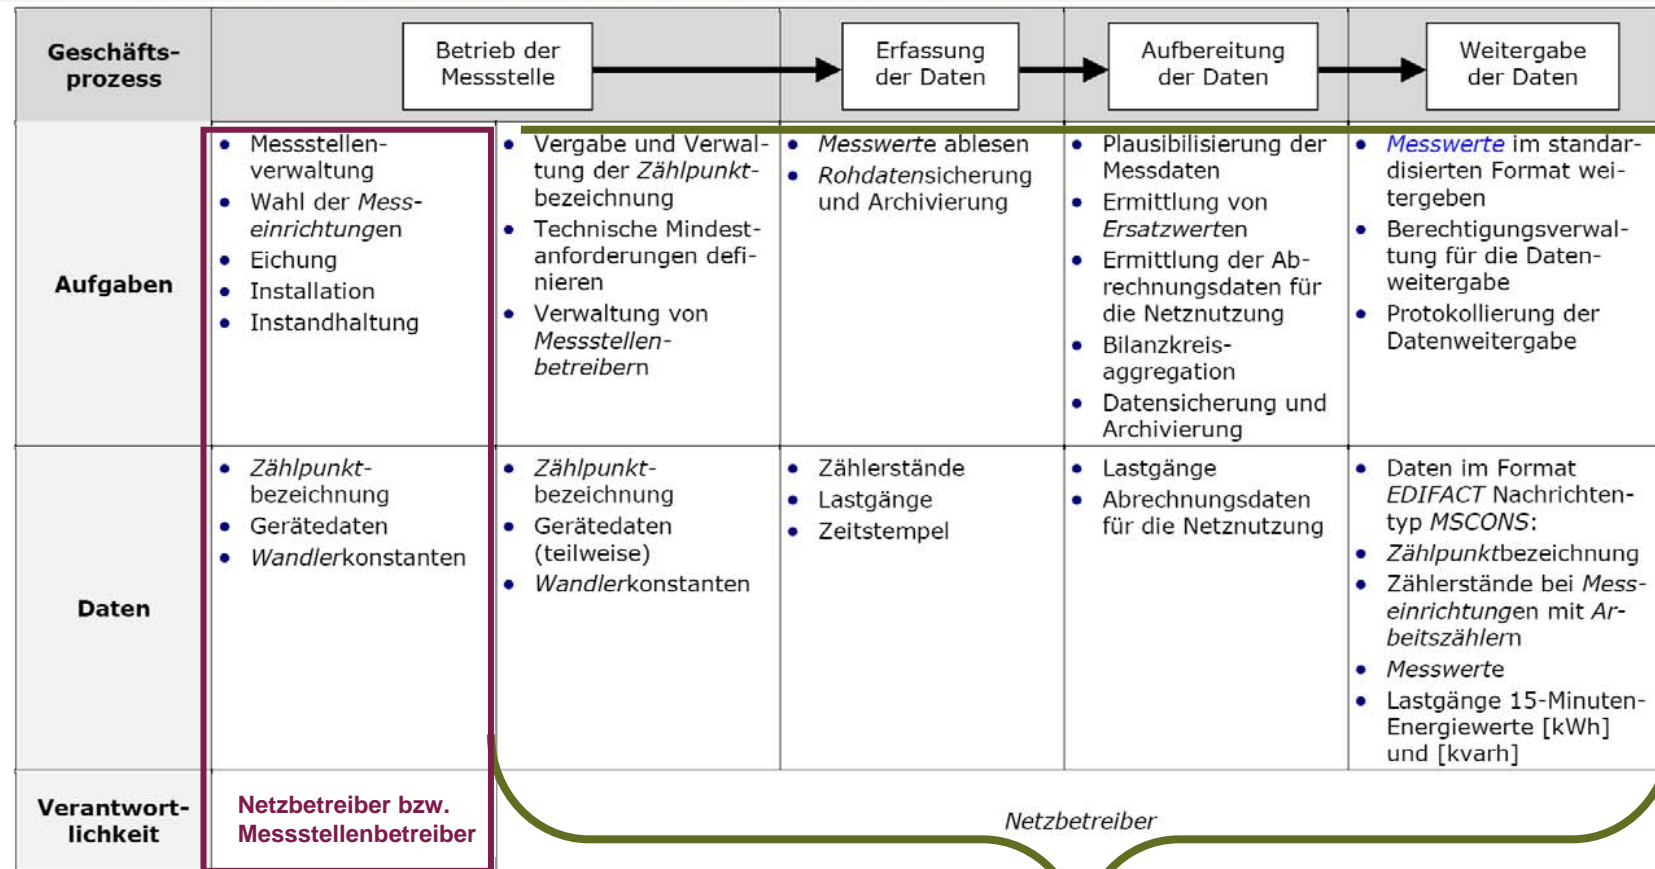 Geschäfts-
prozess
Betrieb der
Messstelle
Erfassung
der Daten
Aufbereitung
der Daten
Weitergabe
der Daten
Aufgaben
• Messstellen-
verwaltung
• Wahl der Mess-
einrichtungen
• Eichung
• Installation
• Instandhaltung
• Vergabe und Verwal-
tung der Zählpunkt-
bezeichnung
• Technische Mindest-
anforderungen defi-
nieren
• Verwaltung von
Messstellen-
betreibern
• Messwerte ablesen
• Rohdatensicherung
und Archivierung
• Plausibilisierung der
Messdaten
• Ermittlung von
Ersatzwerten
• Ermittlung der Ab-
rechnungsdaten für
die Netznutzung
• Bilanzkreis-
aggregation
• Datensicherung und
Archivierung
• Messwerte im standar-
disierten Format wei-
tergeben
• Berechtigungsverwal-
tung für die Daten-
weitergabe
• Protokollierung der
Datenweitergabe
Daten
• Zählpunkt-
bezeichnung
• Gerätedaten
• Wandlerkonstanten
• Zählpunkt-
bezeichnung
• Gerätedaten
(teilweise)
• Wandlerkonstanten
• Zählerstände
• Lastgänge
• Zeitstempel
• Lastgänge
• Abrechnungsdaten
für die Netznutzung
• Daten im Format
EDIFACT Nachrichten-
typ MSCONS:
• Zählpunktbezeichnung
• Zählerstände bei Mess-
einrichtungen mit Ar-
beitszählern
• Messwerte
• Lastgänge 15-Minuten-
Energiewerte [kWh]
und [kvarh]
Verantwort-
lichkeit
Netzbetreiber bzw.
Messstellenbetreiber
Netzbetreiber